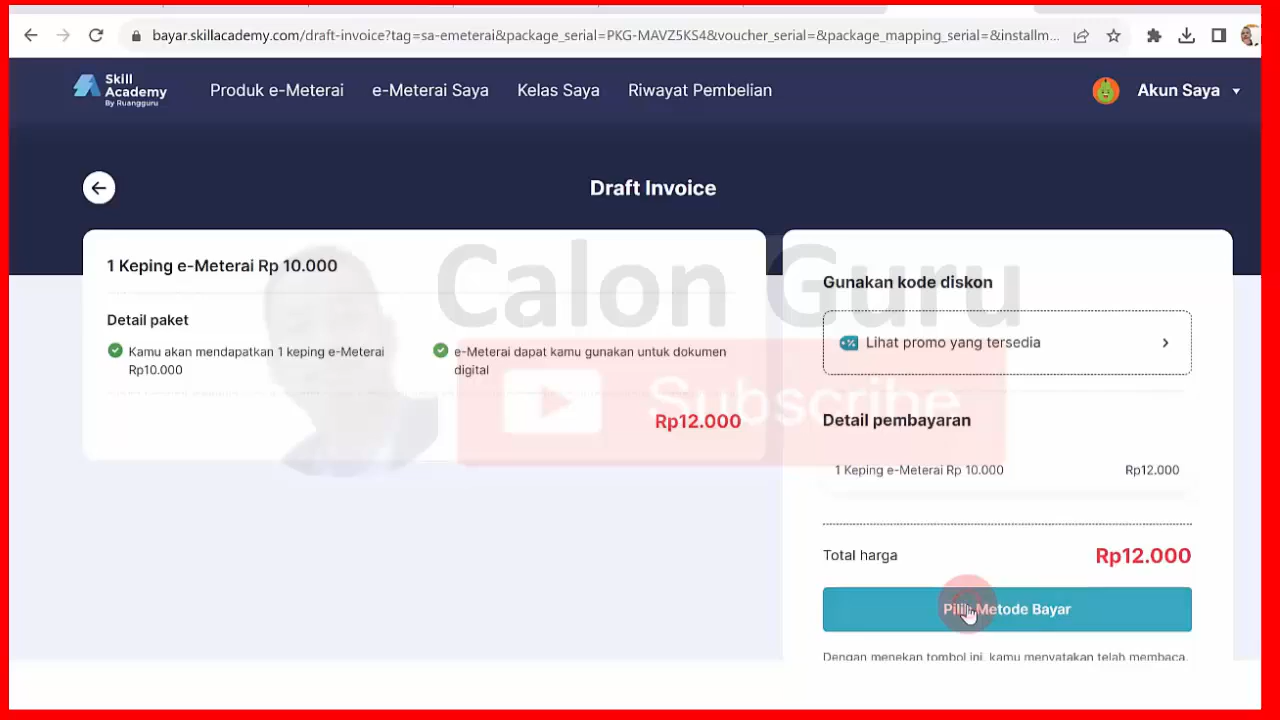 bayar.skillacademy.com/draft-invoice?tag=sa-emeterai&package_serial=PKG-MAVZ5KS4&voucher_serial=&package_mapping_serial=&installm...
Skill
Academy
By Ruangguru
Produk e-Meterai
e-Meterai Saya
Kelas Saya
Riwayat Pembelian
Akun Saya
Draft Invoice
Calon Guru
Subscribe
1 Keping e-Meterai Rp 10.000
Detail paket
Kamu akan mendapatkan 1 keping e-Meterai
Rp10.000
e-Meterai dapat kamu gunakan untuk dokumen
digital
Rp12.000
Gunakan kode diskon
Lihat promo yang tersedia
Detail pembayaran
1 Keping e-Meterai Rp 10.000 Rp12.000
Total harga Rp12.000
Pilih Metode Bayar
Dengan menekan tombol ini, kamu menyatakan telah membaca,